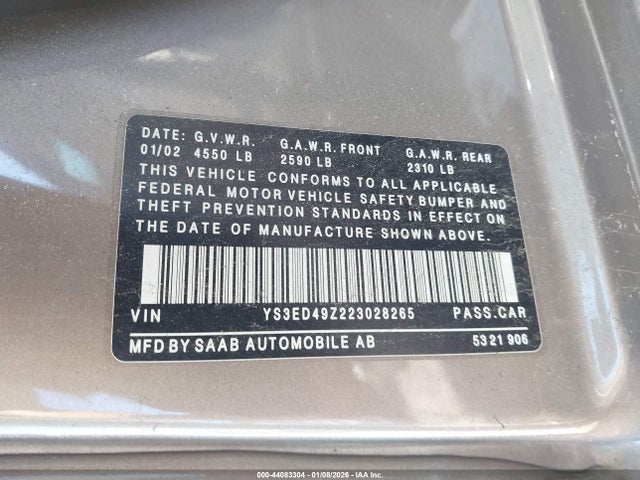 DATE: G.V.W.R. G.A.W.R. FRONT G.A.W.R. REAR
01/02 4550 LB 2590 LB 2310 LB
THIS VEHICLE CONFORMS TO ALL APPLICABLE
FEDERAL MOTOR VEHICLE SAFETY BUMPER AND
THEFT PREVENTION STANDARDS IN EFFECT ON
THE DATE OF MANUFACTURE SHOWN ABOVE.
VIN YS3ED49Z223028265 PASS.CAR
MFD BY SAAB AUTOMOBILE AB 5321906
000-44083304 - 01/08/2026 - IAA Inc.